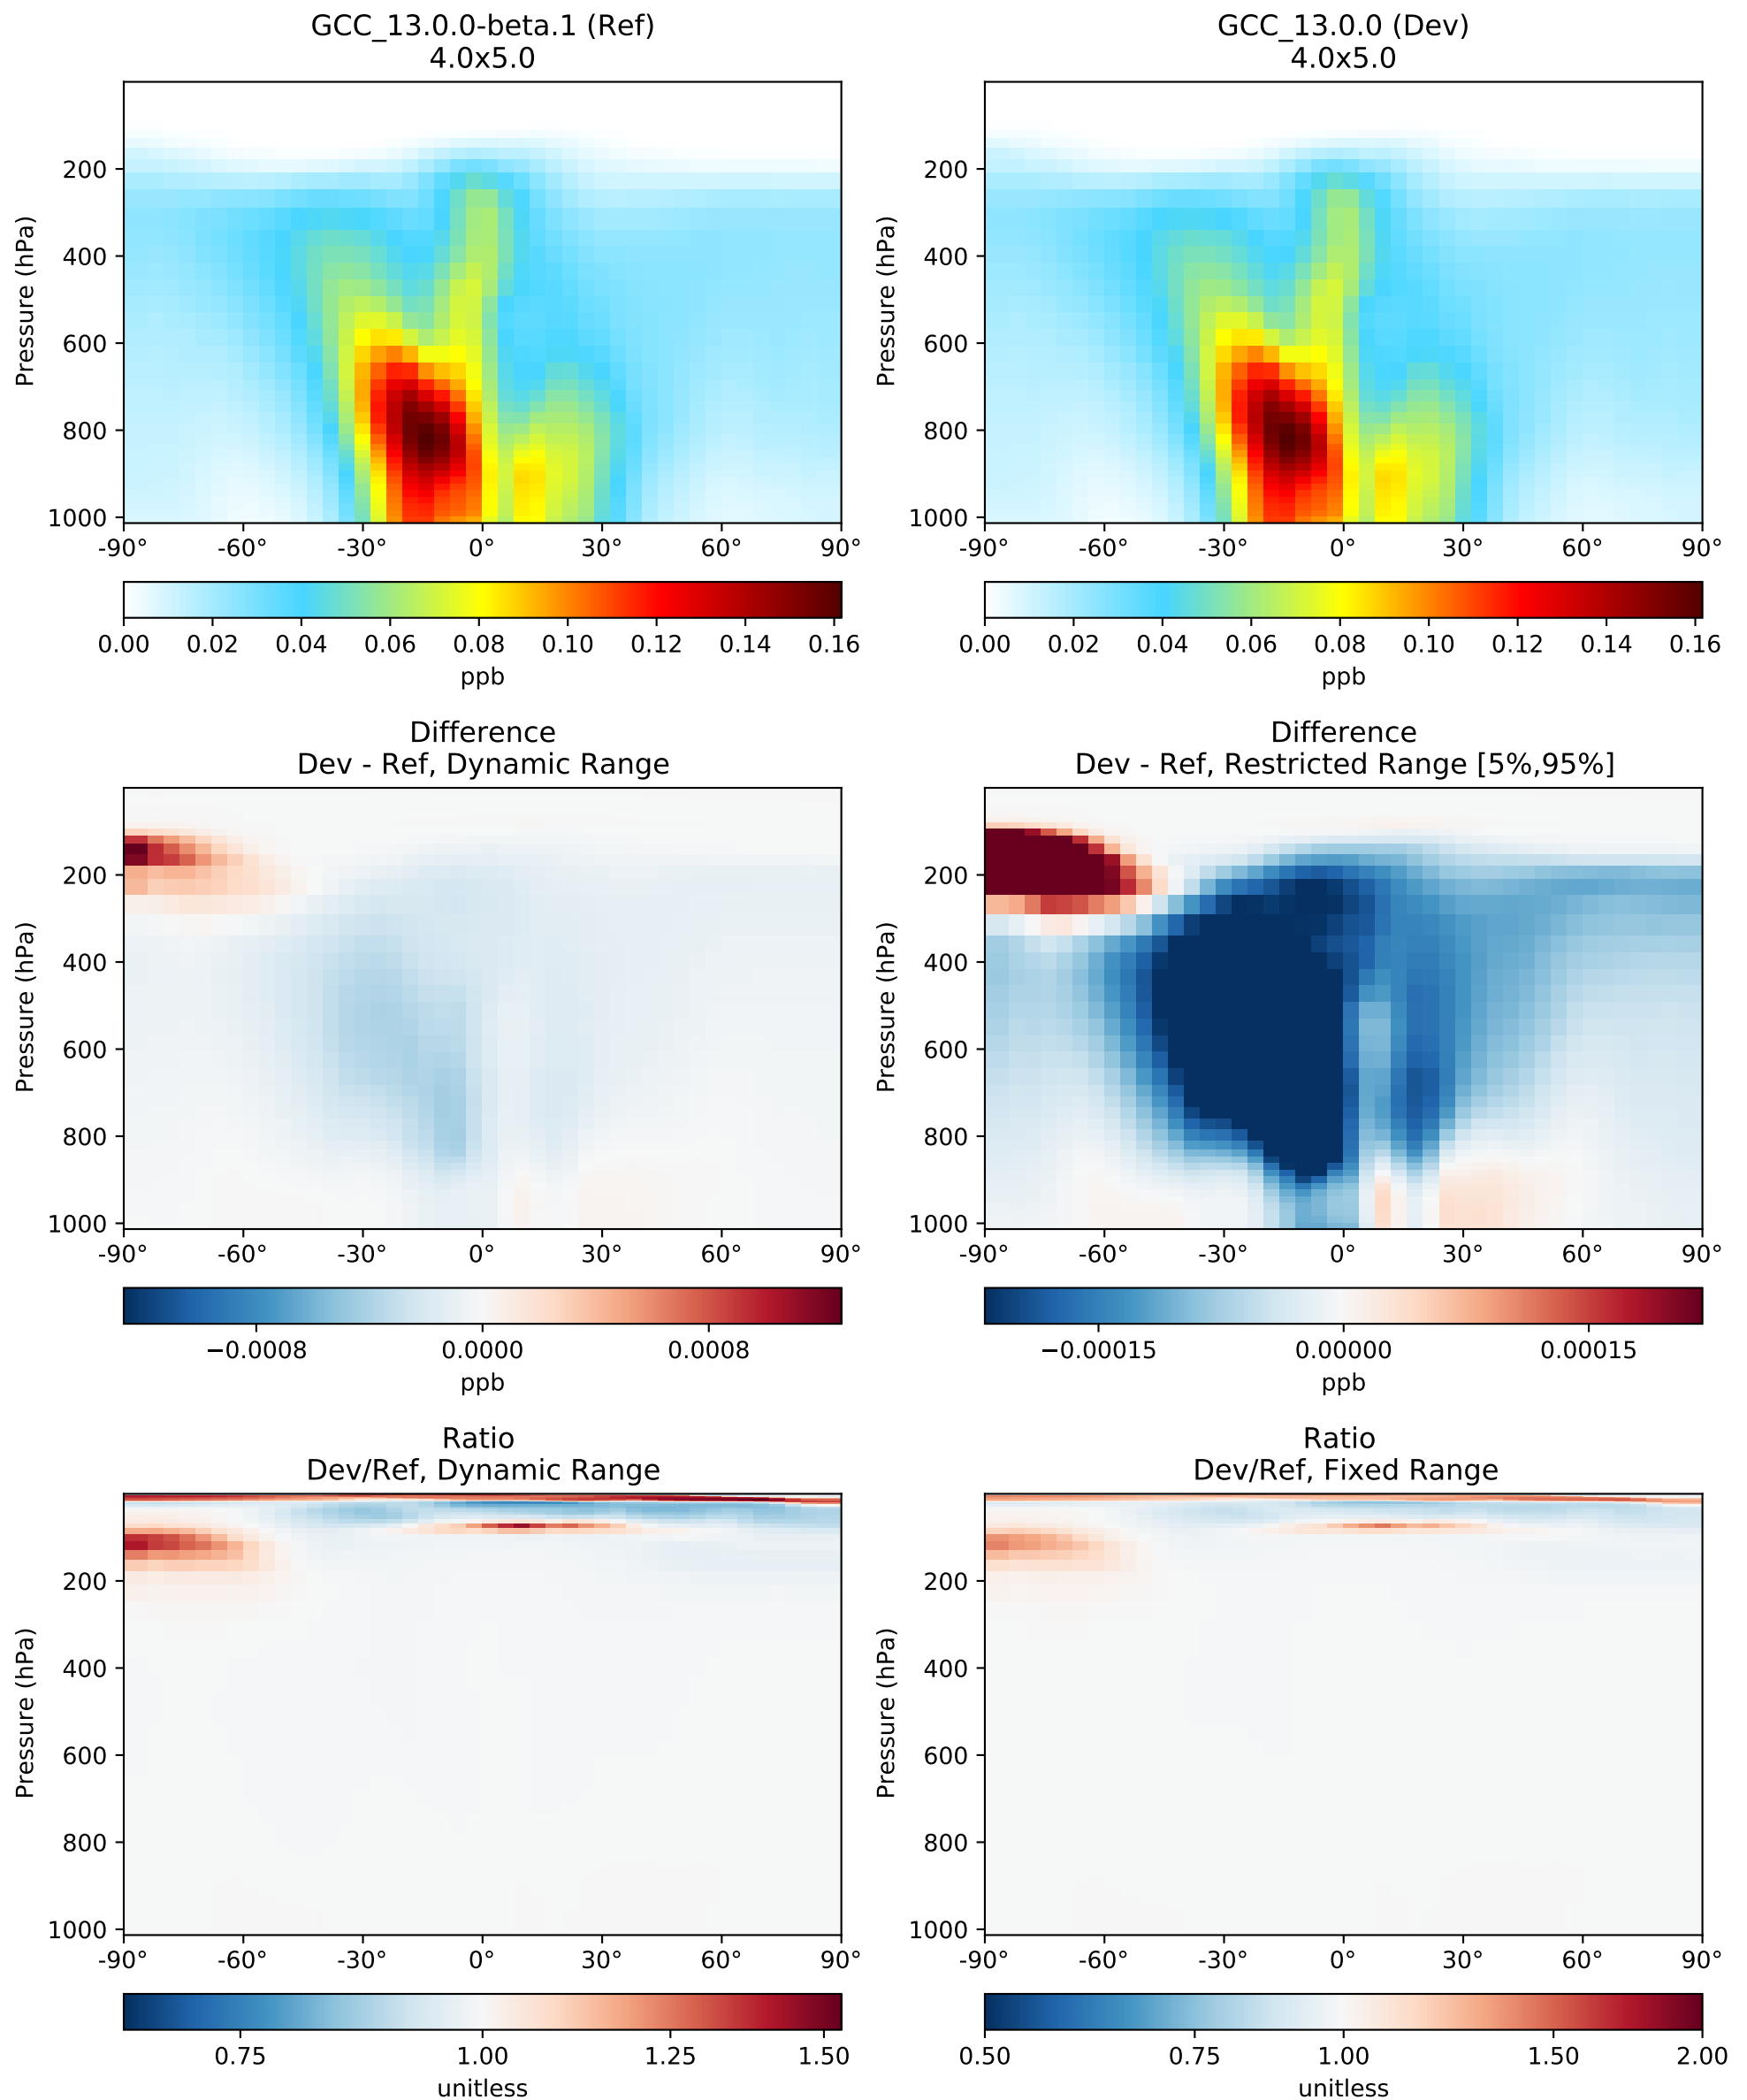 GCC_13.0.0-beta.1 (Ref)
4.0x5.0
GCC_13.0.0 (Dev)
4.0x5.0
Pressure (hPa)
200
400
600
800
1000
-90° -60° -30° 0° 30° 60° 90°
0.00 0.02 0.04 0.06 0.08 0.10 0.12 0.14 0.16
ppb
Pressure (hPa)
200
400
600
800
1000
-90° -60° -30° 0° 30° 60° 90°
0.00 0.02 0.04 0.06 0.08 0.10 0.12 0.14 0.16
ppb
Difference
Dev - Ref, Dynamic Range
Pressure (hPa)
200
400
600
800
1000
-90° -60° -30° 0° 30° 60° 90°
−0.0008 0.0000 0.0008
ppb
Difference
Dev - Ref, Restricted Range [5%,95%]
Pressure (hPa)
200
400
600
800
1000
-90° -60° -30° 0° 30° 60° 90°
−0.00015 0.00000 0.00015
ppb
Ratio
Dev/Ref, Dynamic Range
Pressure (hPa)
200
400
600
800
1000
-90° -60° -30° 0° 30° 60° 90°
0.75 1.00 1.25 1.50
unitless
Ratio
Dev/Ref, Fixed Range
Pressure (hPa)
200
400
600
800
1000
-90° -60° -30° 0° 30° 60° 90°
0.50 0.75 1.00 1.50 2.00
unitless